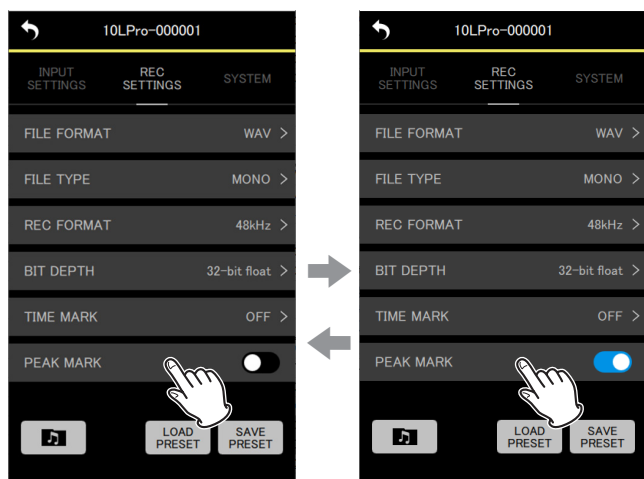 10LPro-000001
INPUT
SETTINGS
REC
SETTINGS
SYSTEM
FILE FORMAT WAV >
FILE TYPE MONO >
REC FORMAT 48kHz >
BIT DEPTH 32-bit float >
TIME MARK OFF >
PEAK MARK
LOAD
PRESET
SAVE
PRESET
10LPro-000001
INPUT
SETTINGS
REC
SETTINGS
SYSTEM
FILE FORMAT WAV >
FILE TYPE MONO >
REC FORMAT 48kHz >
BIT DEPTH 32-bit float >
TIME MARK OFF >
PEAK MARK
LOAD
PRESET
SAVE
PRESET